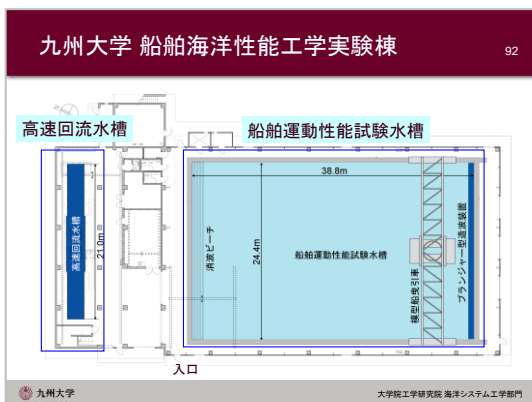 九州大学 船舶海洋性能工学実験棟
92
高速回流水槽
船舶運動性能試験水槽
高速回流水槽
21.0m
消波ビーチ
24.4m
38.8m
船舶運動性能試験水槽
模型船曳引車
プランジャー型造波装置
入口
九州大学
大学院工学研究院 海洋システム工学部門